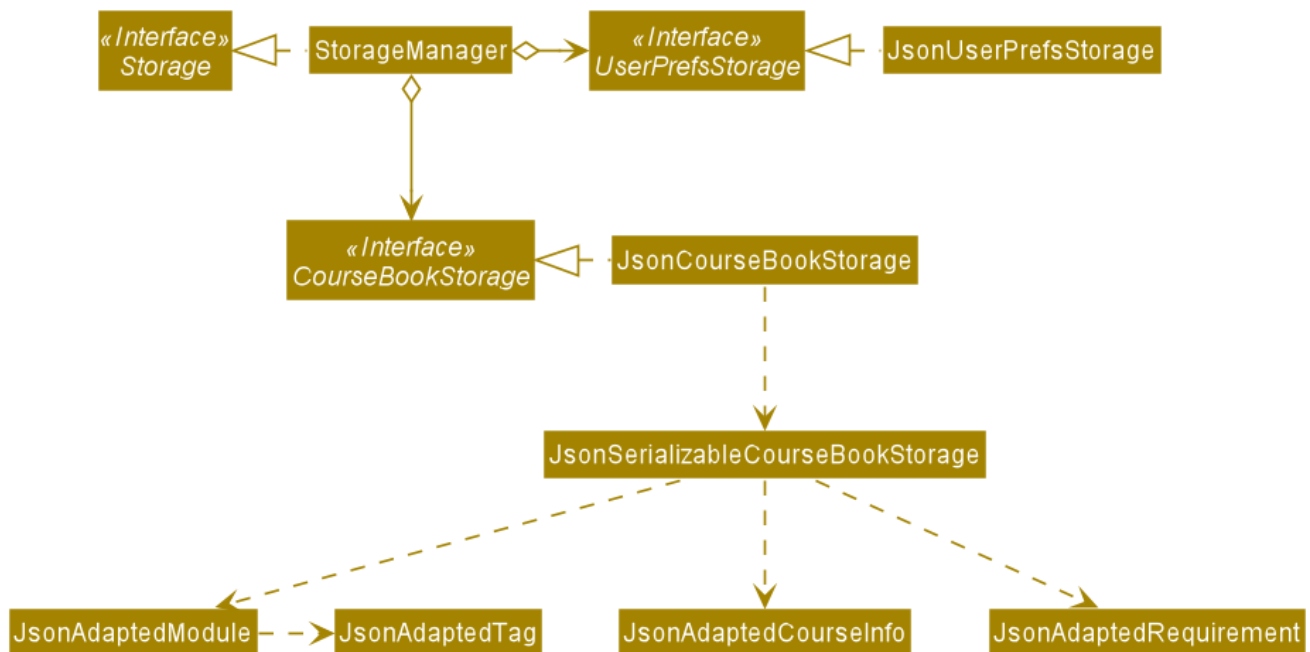 «Interface»
Storage
StorageManager
«Interface»
UserPrefsStorage
JsonUserPrefsStorage
«Interface»
CourseBookStorage
JsonCourseBookStorage
JsonSerializableCourseBookStorage
JsonAdaptedModule
JsonAdaptedTag
JsonAdaptedCourseInfo
JsonAdaptedRequirement